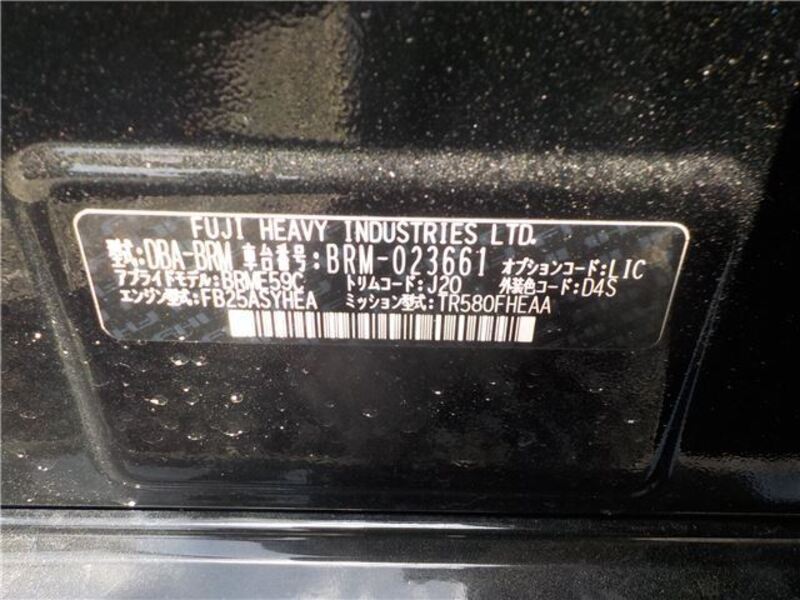 FUJI HEAVY INDUSTRIES LTD.
型式:DBA-BRM 車台番号:BRM-023661 オプションコード:LIC
アプライドモデル:BRME59C トリムコード:J20 外装色コード:D4S
エンジン型式:FB25ASYHEA ミッション型式:TR580FHEAA